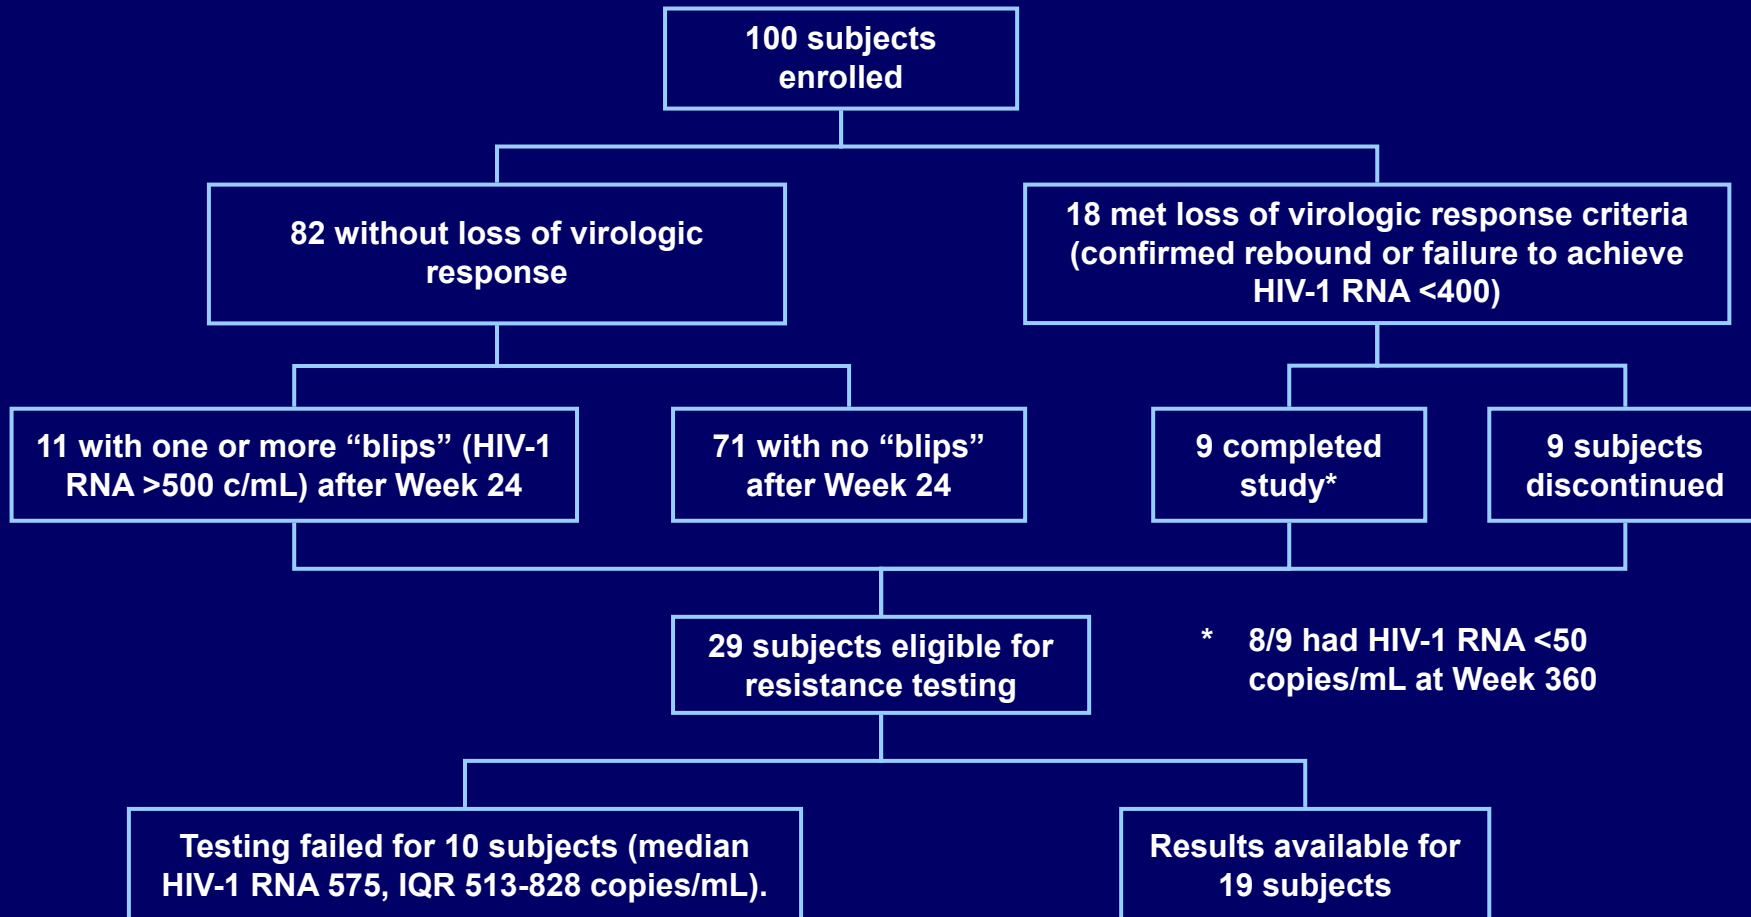 100 subjects
enrolled
82 without loss of virologic
response
18 met loss of virologic response criteria
(confirmed rebound or failure to achieve
HIV-1 RNA <400)
11 with one or more “blips” (HIV-1
RNA >500 c/mL) after Week 24
71 with no “blips”
after Week 24
9 completed
study*
9 subjects
discontinued
29 subjects eligible for
resistance testing
* 8/9 had HIV-1 RNA <50
copies/mL at Week 360
Testing failed for 10 subjects (median
HIV-1 RNA 575, IQR 513-828 copies/mL).
Results available for
19 subjects